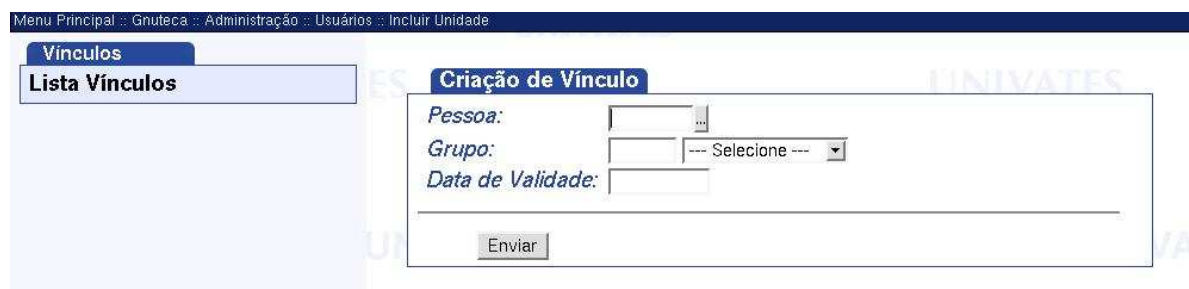 Menu Principal :: Gnuteca :: Administração :: Usuários :: Incluir Unidade
Vínculos
Lista Vínculos
Criação de Vínculo
UNIVATES
Pessoa:
...
Grupo:
--- Selecione ---
Data de Validade:
Enviar